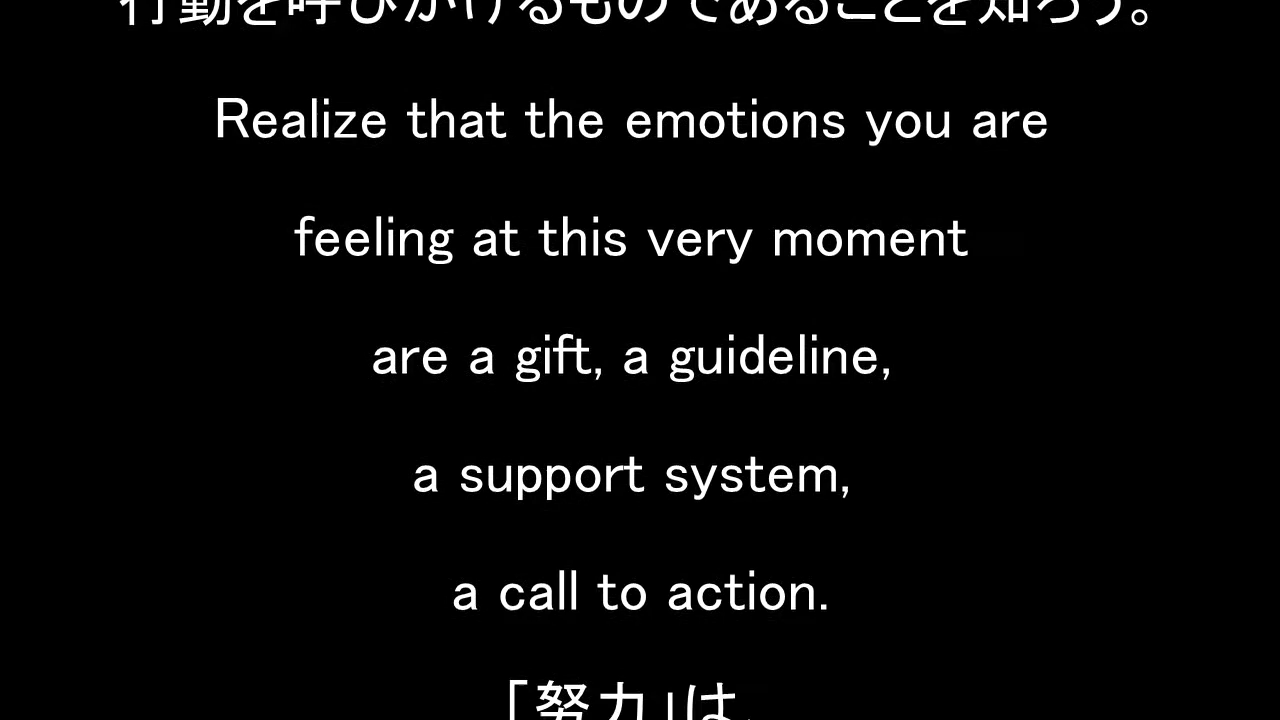 行動を呼びかけるものであることを知ろう。
Realize that the emotions you are
feeling at this very moment
are a gift, a guideline,
a support system,
a call to action.
「努力」は、